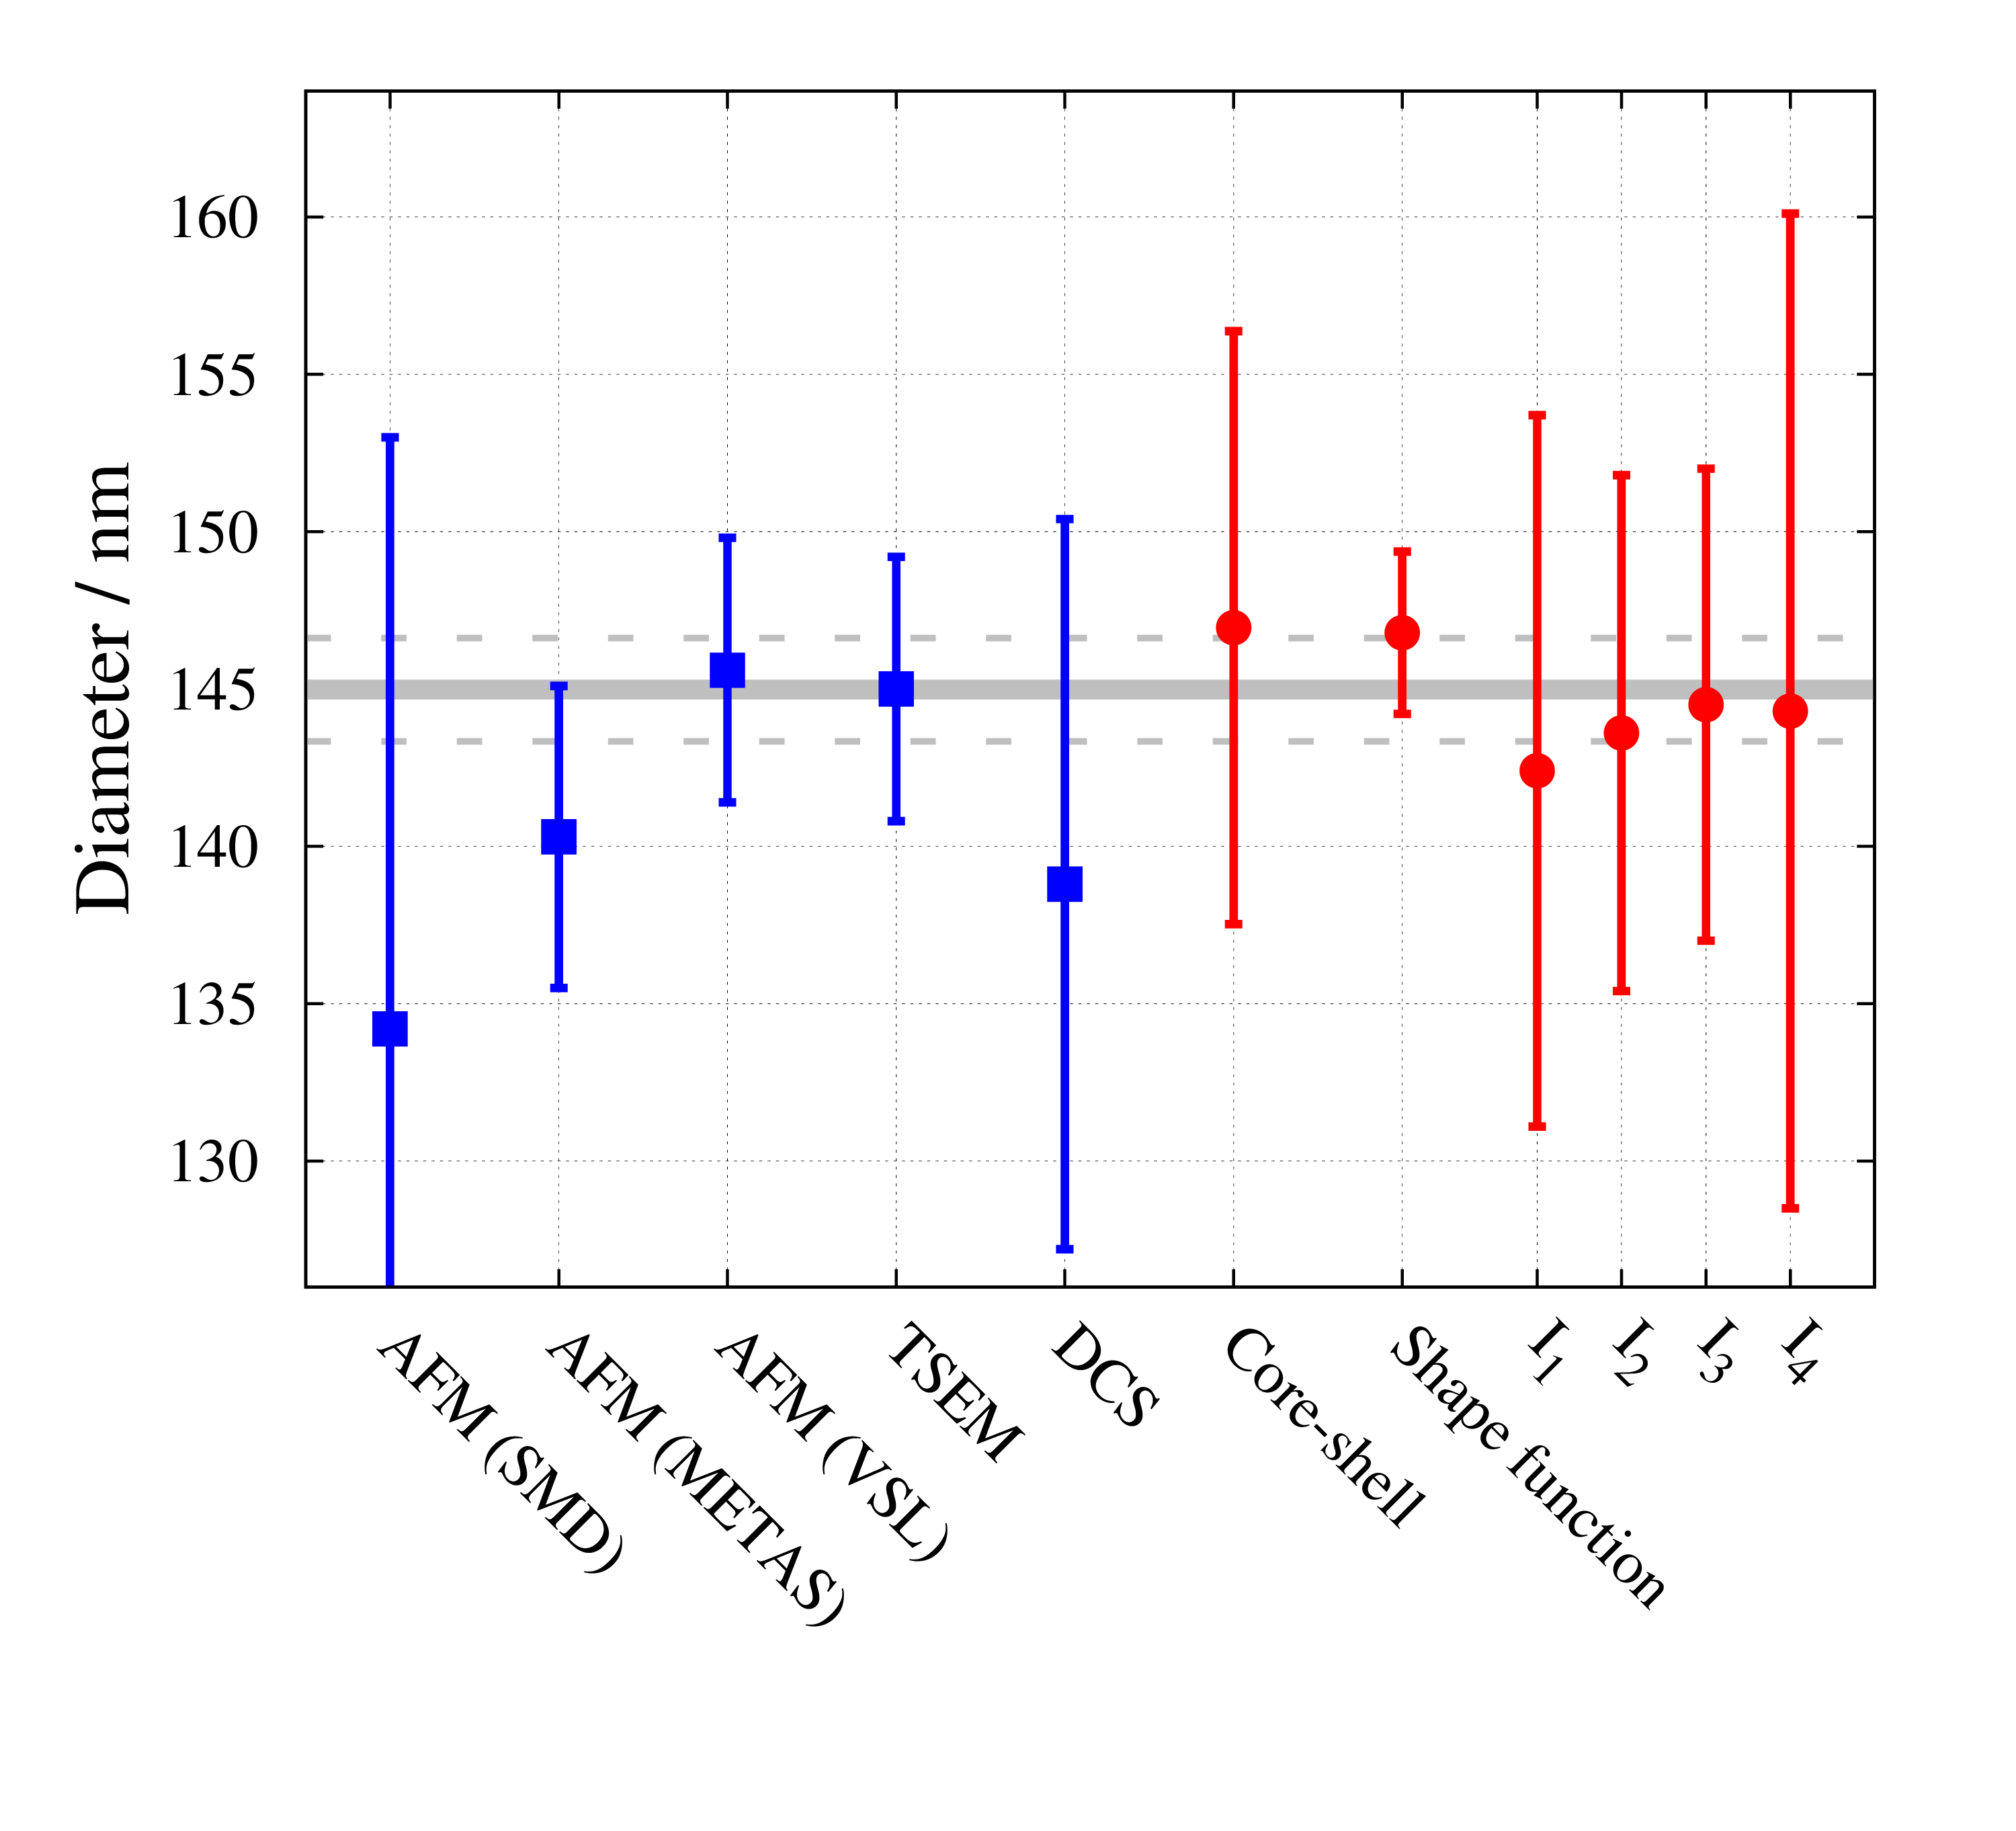 Diameter / nm
160
155
150
145
140
135
130
AFM (SMD)
AFM (METAS)
AFM (VSL)
TSEM
DCS
Core-shell
Shape function
I1
I2
I3
I4